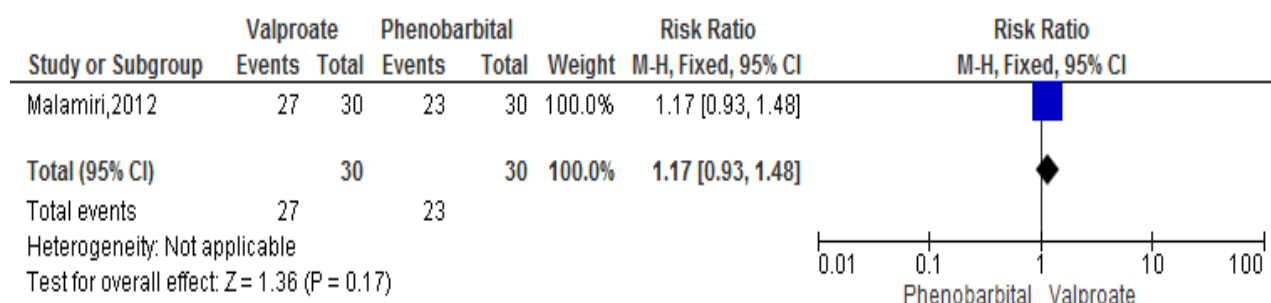 Valproate Phenobarbital Risk Ratio Risk Ratio
Study or Subgroup Events Total Events Total Weight M-H, Fixed, 95% CI M-H, Fixed, 95% CI
Malamiri,2012 27 30 23 30 100.0% 1.17 [0.93, 1.48]
Total (95% CI) 30 30 100.0% 1.17 [0.93, 1.48]
Total events 27 23
Heterogeneity: Not applicable
Test for overall effect: Z = 1.36 (P = 0.17)
0.01 0.1 1 10 100
Phenobarbital Valproate